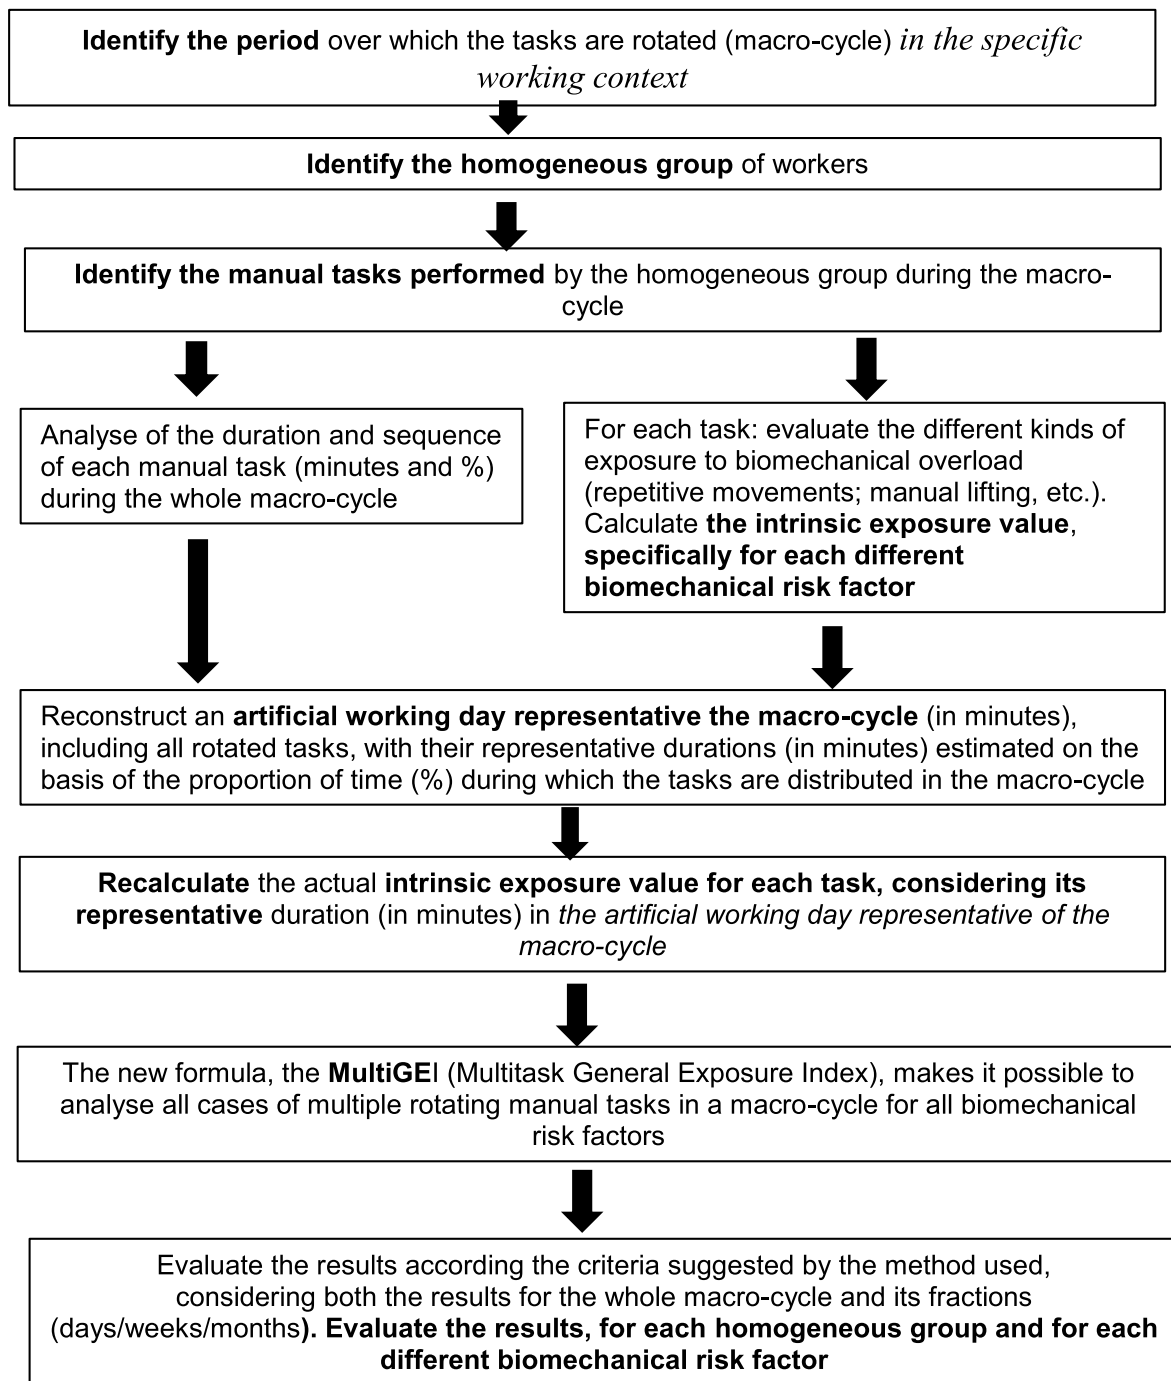 Identify the period over which the tasks are rotated (macro-cycle) in the specific
working context
Identify the homogeneous group of workers
Identify the manual tasks performed by the homogeneous group during the macro-
cycle
Analyse of the duration and sequence
of each manual task (minutes and %)
during the whole macro-cycle
For each task: evaluate the different kinds of
exposure to biomechanical overload
(repetitive movements; manual lifting, etc.).
Calculate the intrinsic exposure value,
specifically for each different
biomechanical risk factor
Reconstruct an artificial working day representative the macro-cycle (in minutes),
including all rotated tasks, with their representative durations (in minutes) estimated on the
basis of the proportion of time (%) during which the tasks are distributed in the macro-cycle
Recalculate the actual intrinsic exposure value for each task, considering its
representative duration (in minutes) in the artificial working day representative of the
macro-cycle
The new formula, the MultiGEI (Multitask General Exposure Index), makes it possible to
analyse all cases of multiple rotating manual tasks in a macro-cycle for all biomechanical
risk factors
Evaluate the results according the criteria suggested by the method used,
considering both the results for the whole macro-cycle and its fractions
(days/weeks/months). Evaluate the results, for each homogeneous group and for each
different biomechanical risk factor